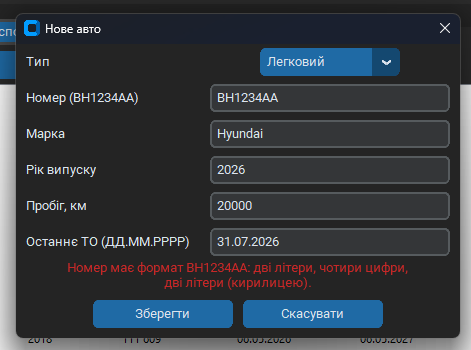 Нове авто
Тип
Легковий
Номер (ВН1234АА)
ВН1234АА
Марка
Hyundai
Рік випуску
2026
Пробіг, км
20000
Останнє ТО (ДД.ММ.РРРР)
31.07.2026
Номер має формат ВН1234АА: дві літери, чотири цифри,
дві літери (кирилицею).
Зберегти
Скасувати